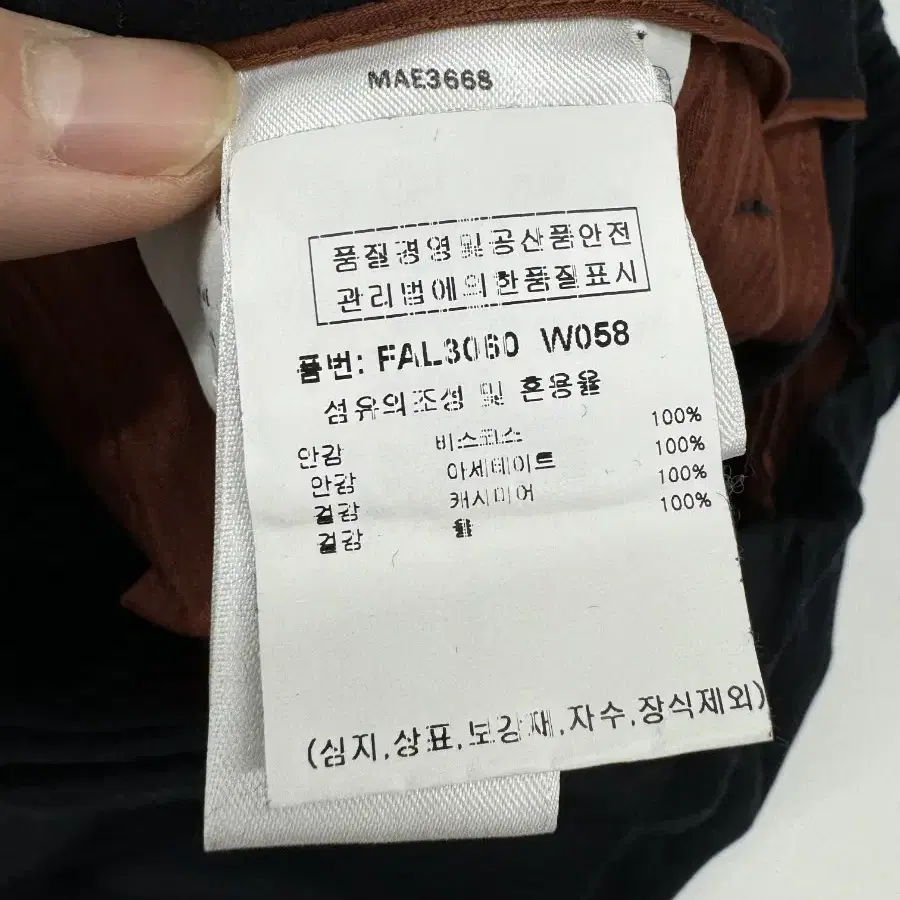 MAE3668
품질경영및공산품안전
관리법에의한품질표시
품번: FAL3060 W058
섬유의조성 및 혼용율
안감 비스코스 100%
안감 아세테이트 100%
겉감 캐시미어 100%
겉감 울 100%
(심지,상표,보강재,자수,장식제외)